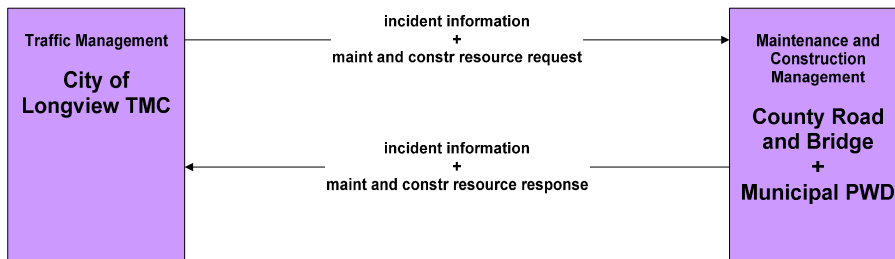 Traffic Management
City of
Longview TMC
incident information
+
maint and constr resource request
incident information
+
maint and constr resource response
Maintenance and
Construction
Management
County Road
and Bridge
+
Municipal PWD